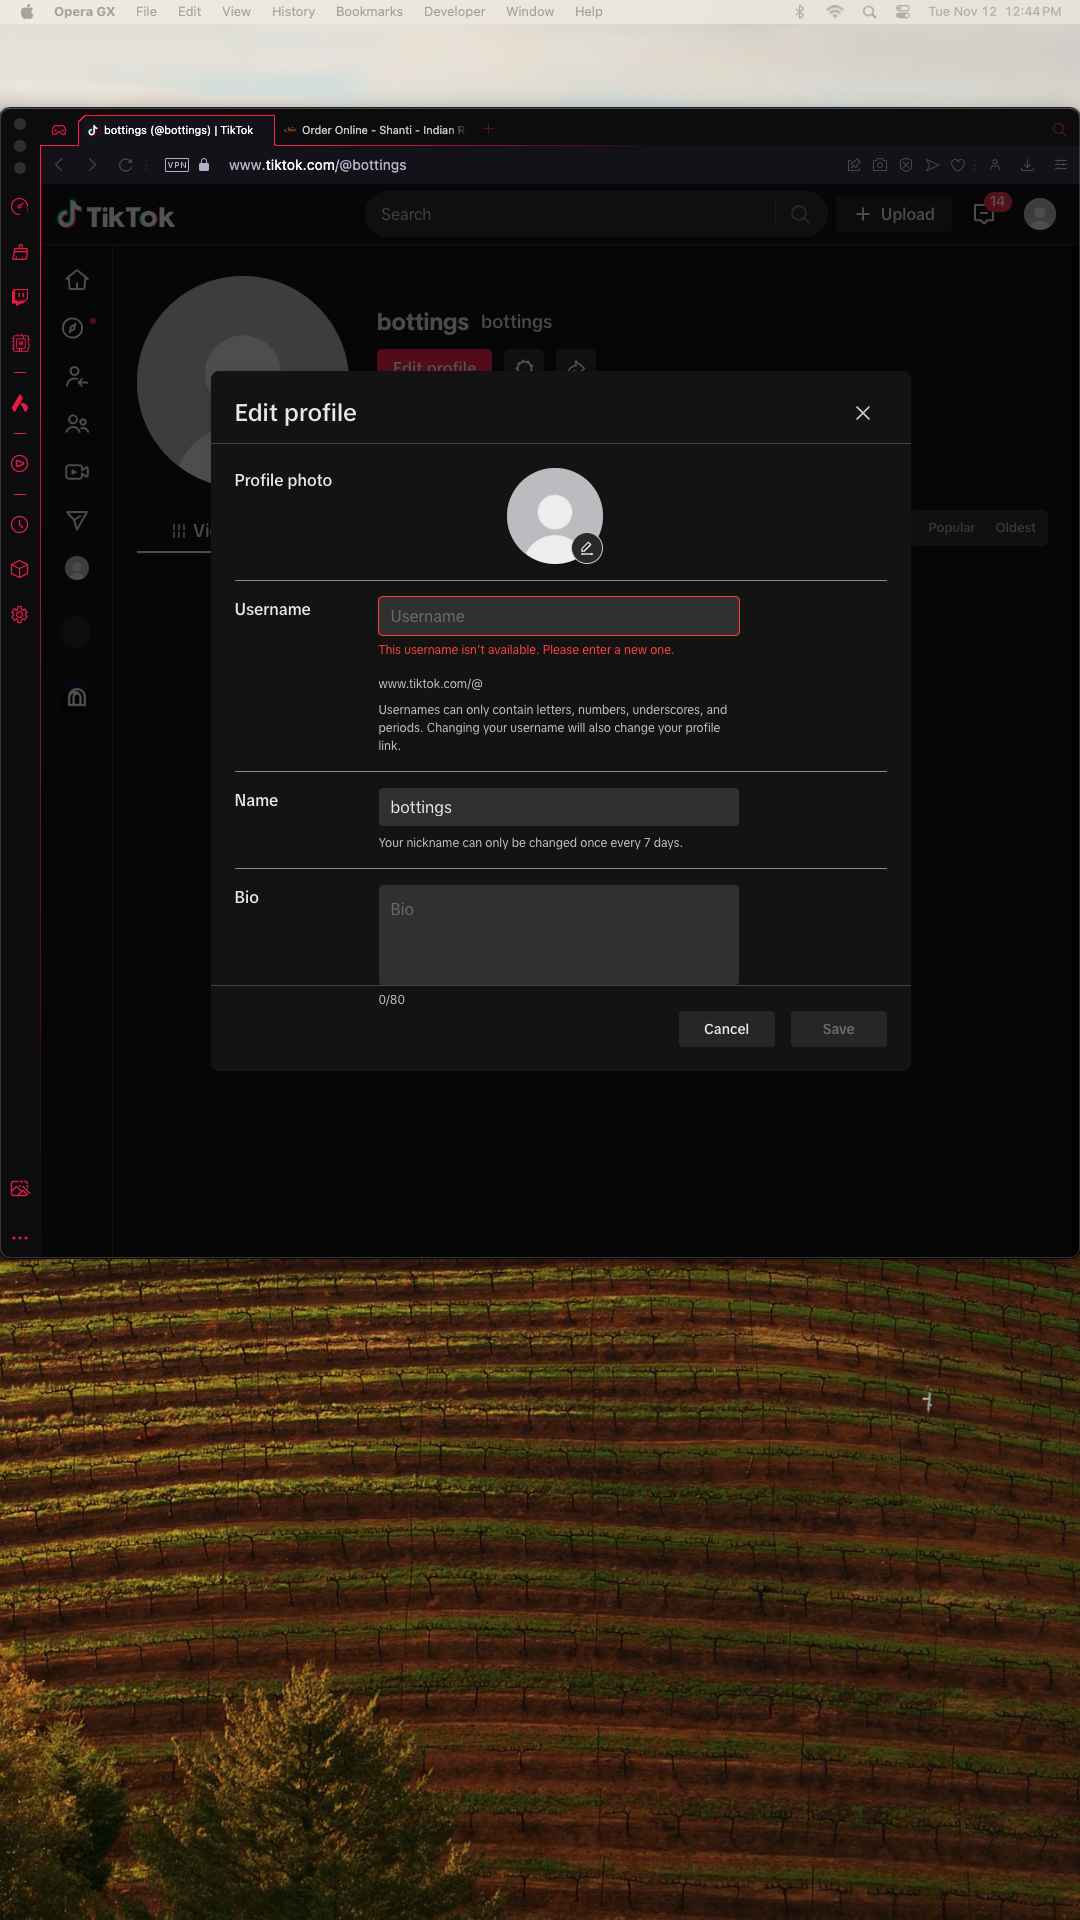 Opera GX File Edit View History Bookmarks Developer Window Help Tue Nov 12 12:44 PM
bottings (@bottings) | TikTok
Order Online - Shanti - Indian R
VPN
www.tiktok.com/@bottings
TikTok
Search
Upload
14
bottings bottings
Edit profile
Vi
Popular Oldest
Edit profile
Profile photo
Username
Username
This username isn't available. Please enter a new one.
www.tiktok.com/@
Usernames can only contain letters, numbers, underscores, and
periods. Changing your username will also change your profile
link.
Name
bottings
Your nickname can only be changed once every 7 days.
Bio
Bio
0/80
Cancel Save